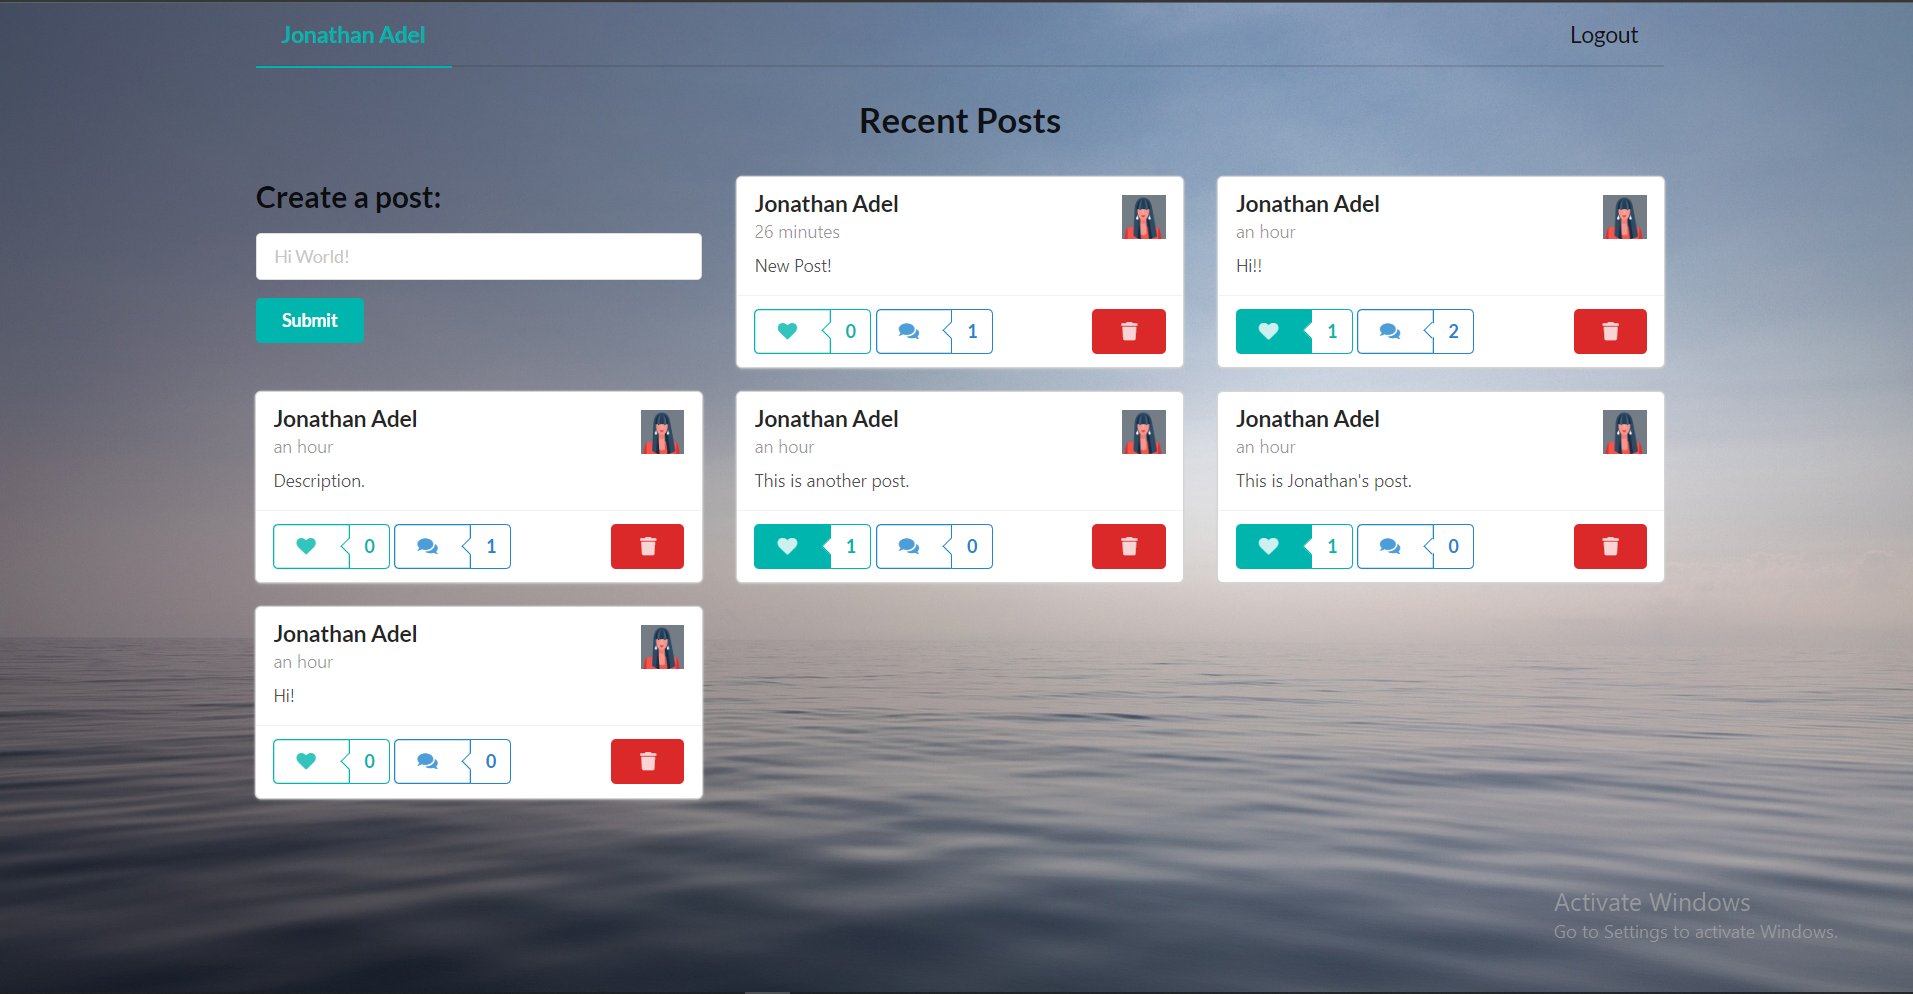 Jonathan Adel
Logout
Recent Posts
Create a post:
Hi World!
Submit
Jonathan Adel
26 minutes
New Post!
0
1
Jonathan Adel
an hour
Hi!!
1
2
Jonathan Adel
an hour
Description.
0
1
Jonathan Adel
an hour
This is another post.
1
0
Jonathan Adel
an hour
This is Jonathan's post.
1
0
Jonathan Adel
an hour
Hi!
0
0
Activate Windows
Go to Settings to activate Windows.